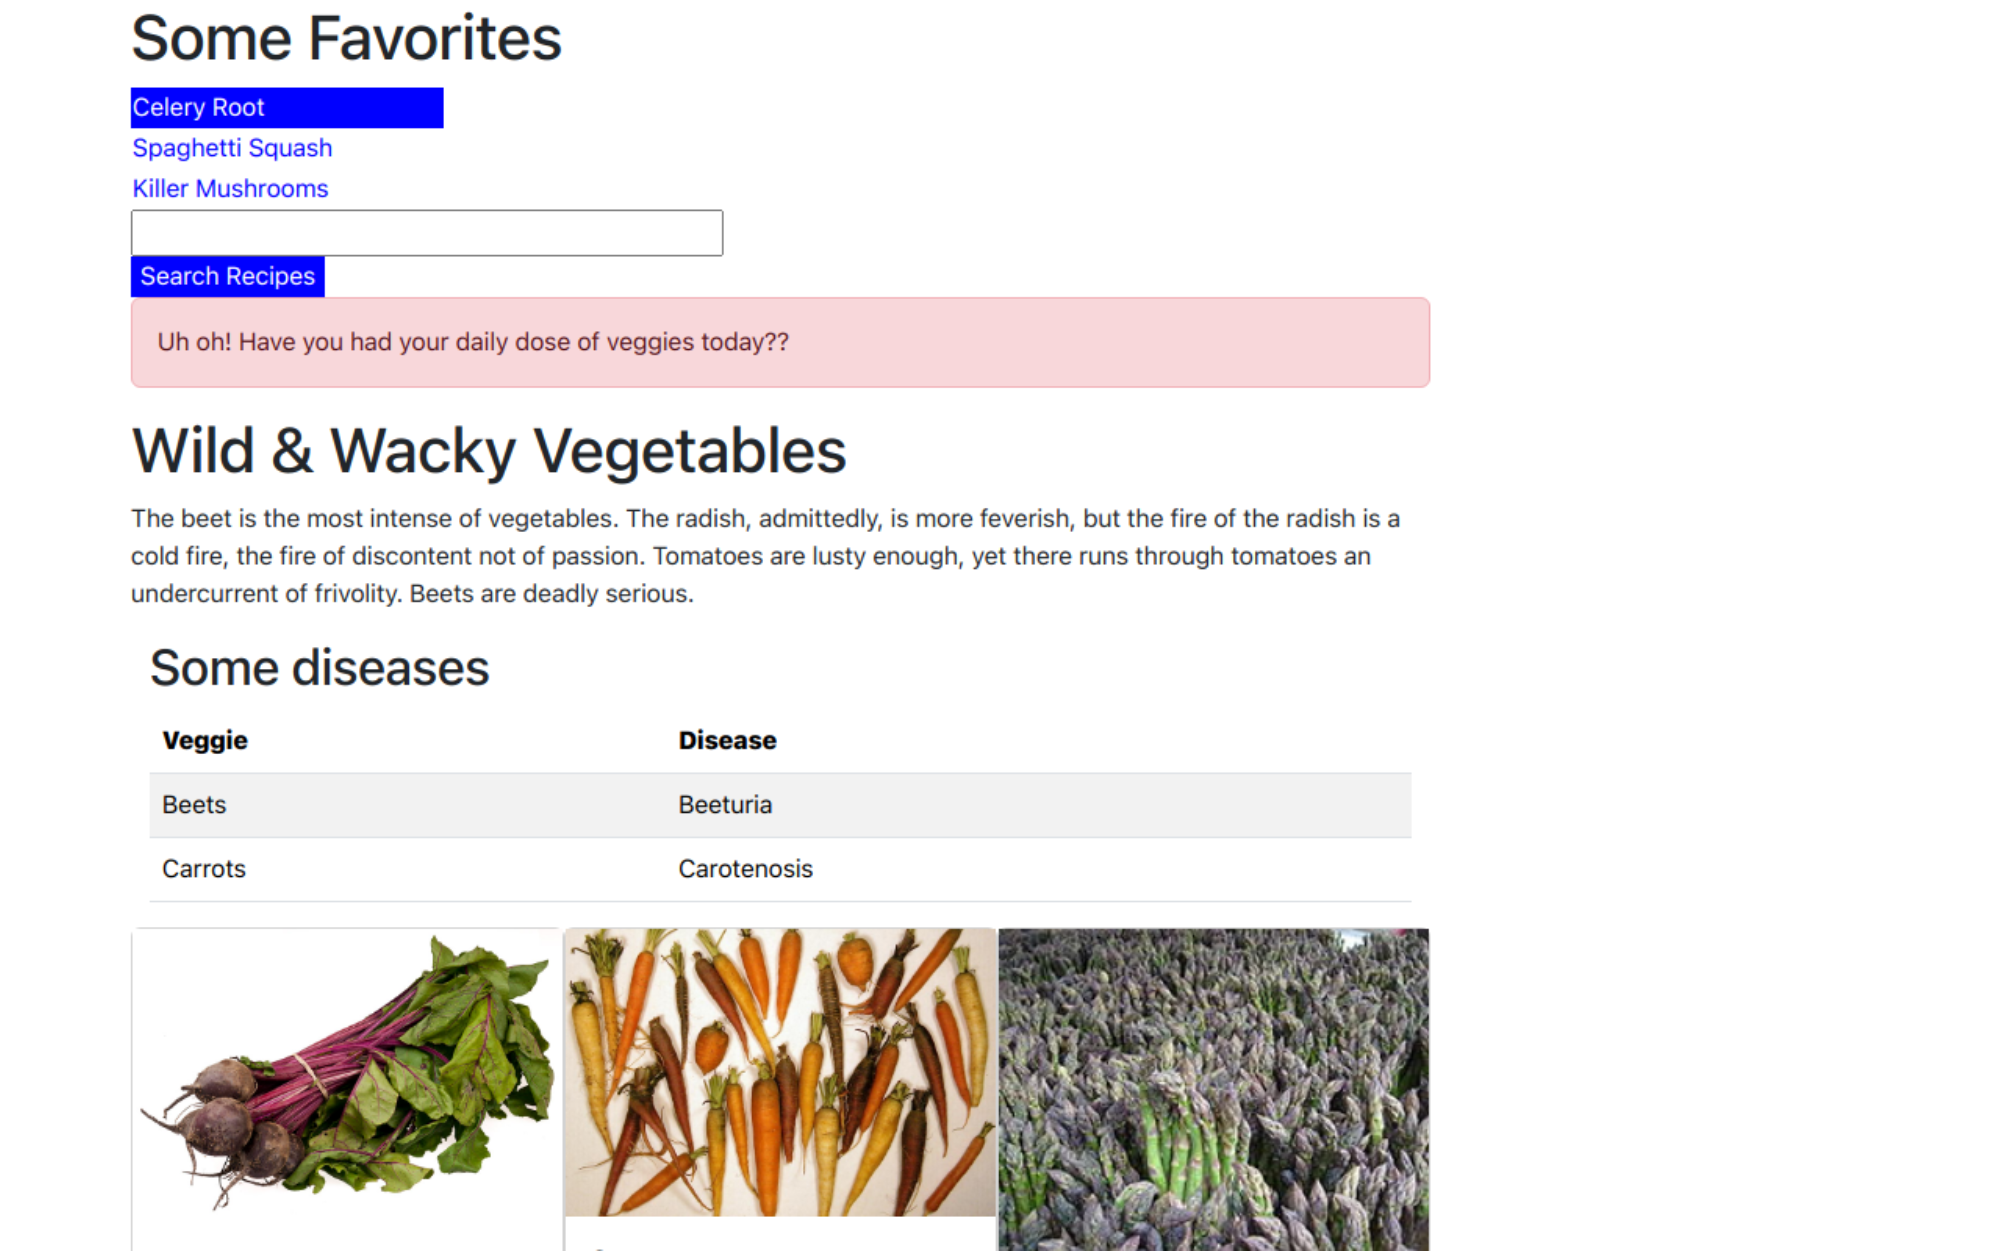 Some Favorites
Celery Root
Spaghetti Squash
Killer Mushrooms
Search Recipes
Uh oh! Have you had your daily dose of veggies today??
Wild & Wacky Vegetables
The beet is the most intense of vegetables. The radish, admittedly, is more feverish, but the fire of the radish is a
cold fire, the fire of discontent not of passion. Tomatoes are lusty enough, yet there runs through tomatoes an
undercurrent of frivolity. Beets are deadly serious.
Some diseases
Veggie Disease
Beets Beeturia
Carrots Carotenosis